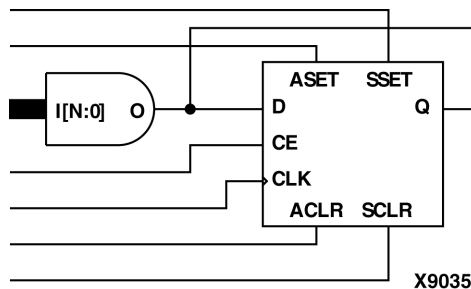 ASET SSET
I[N:0] O D Q
CE
CLK
ACLR SCLR
X9035